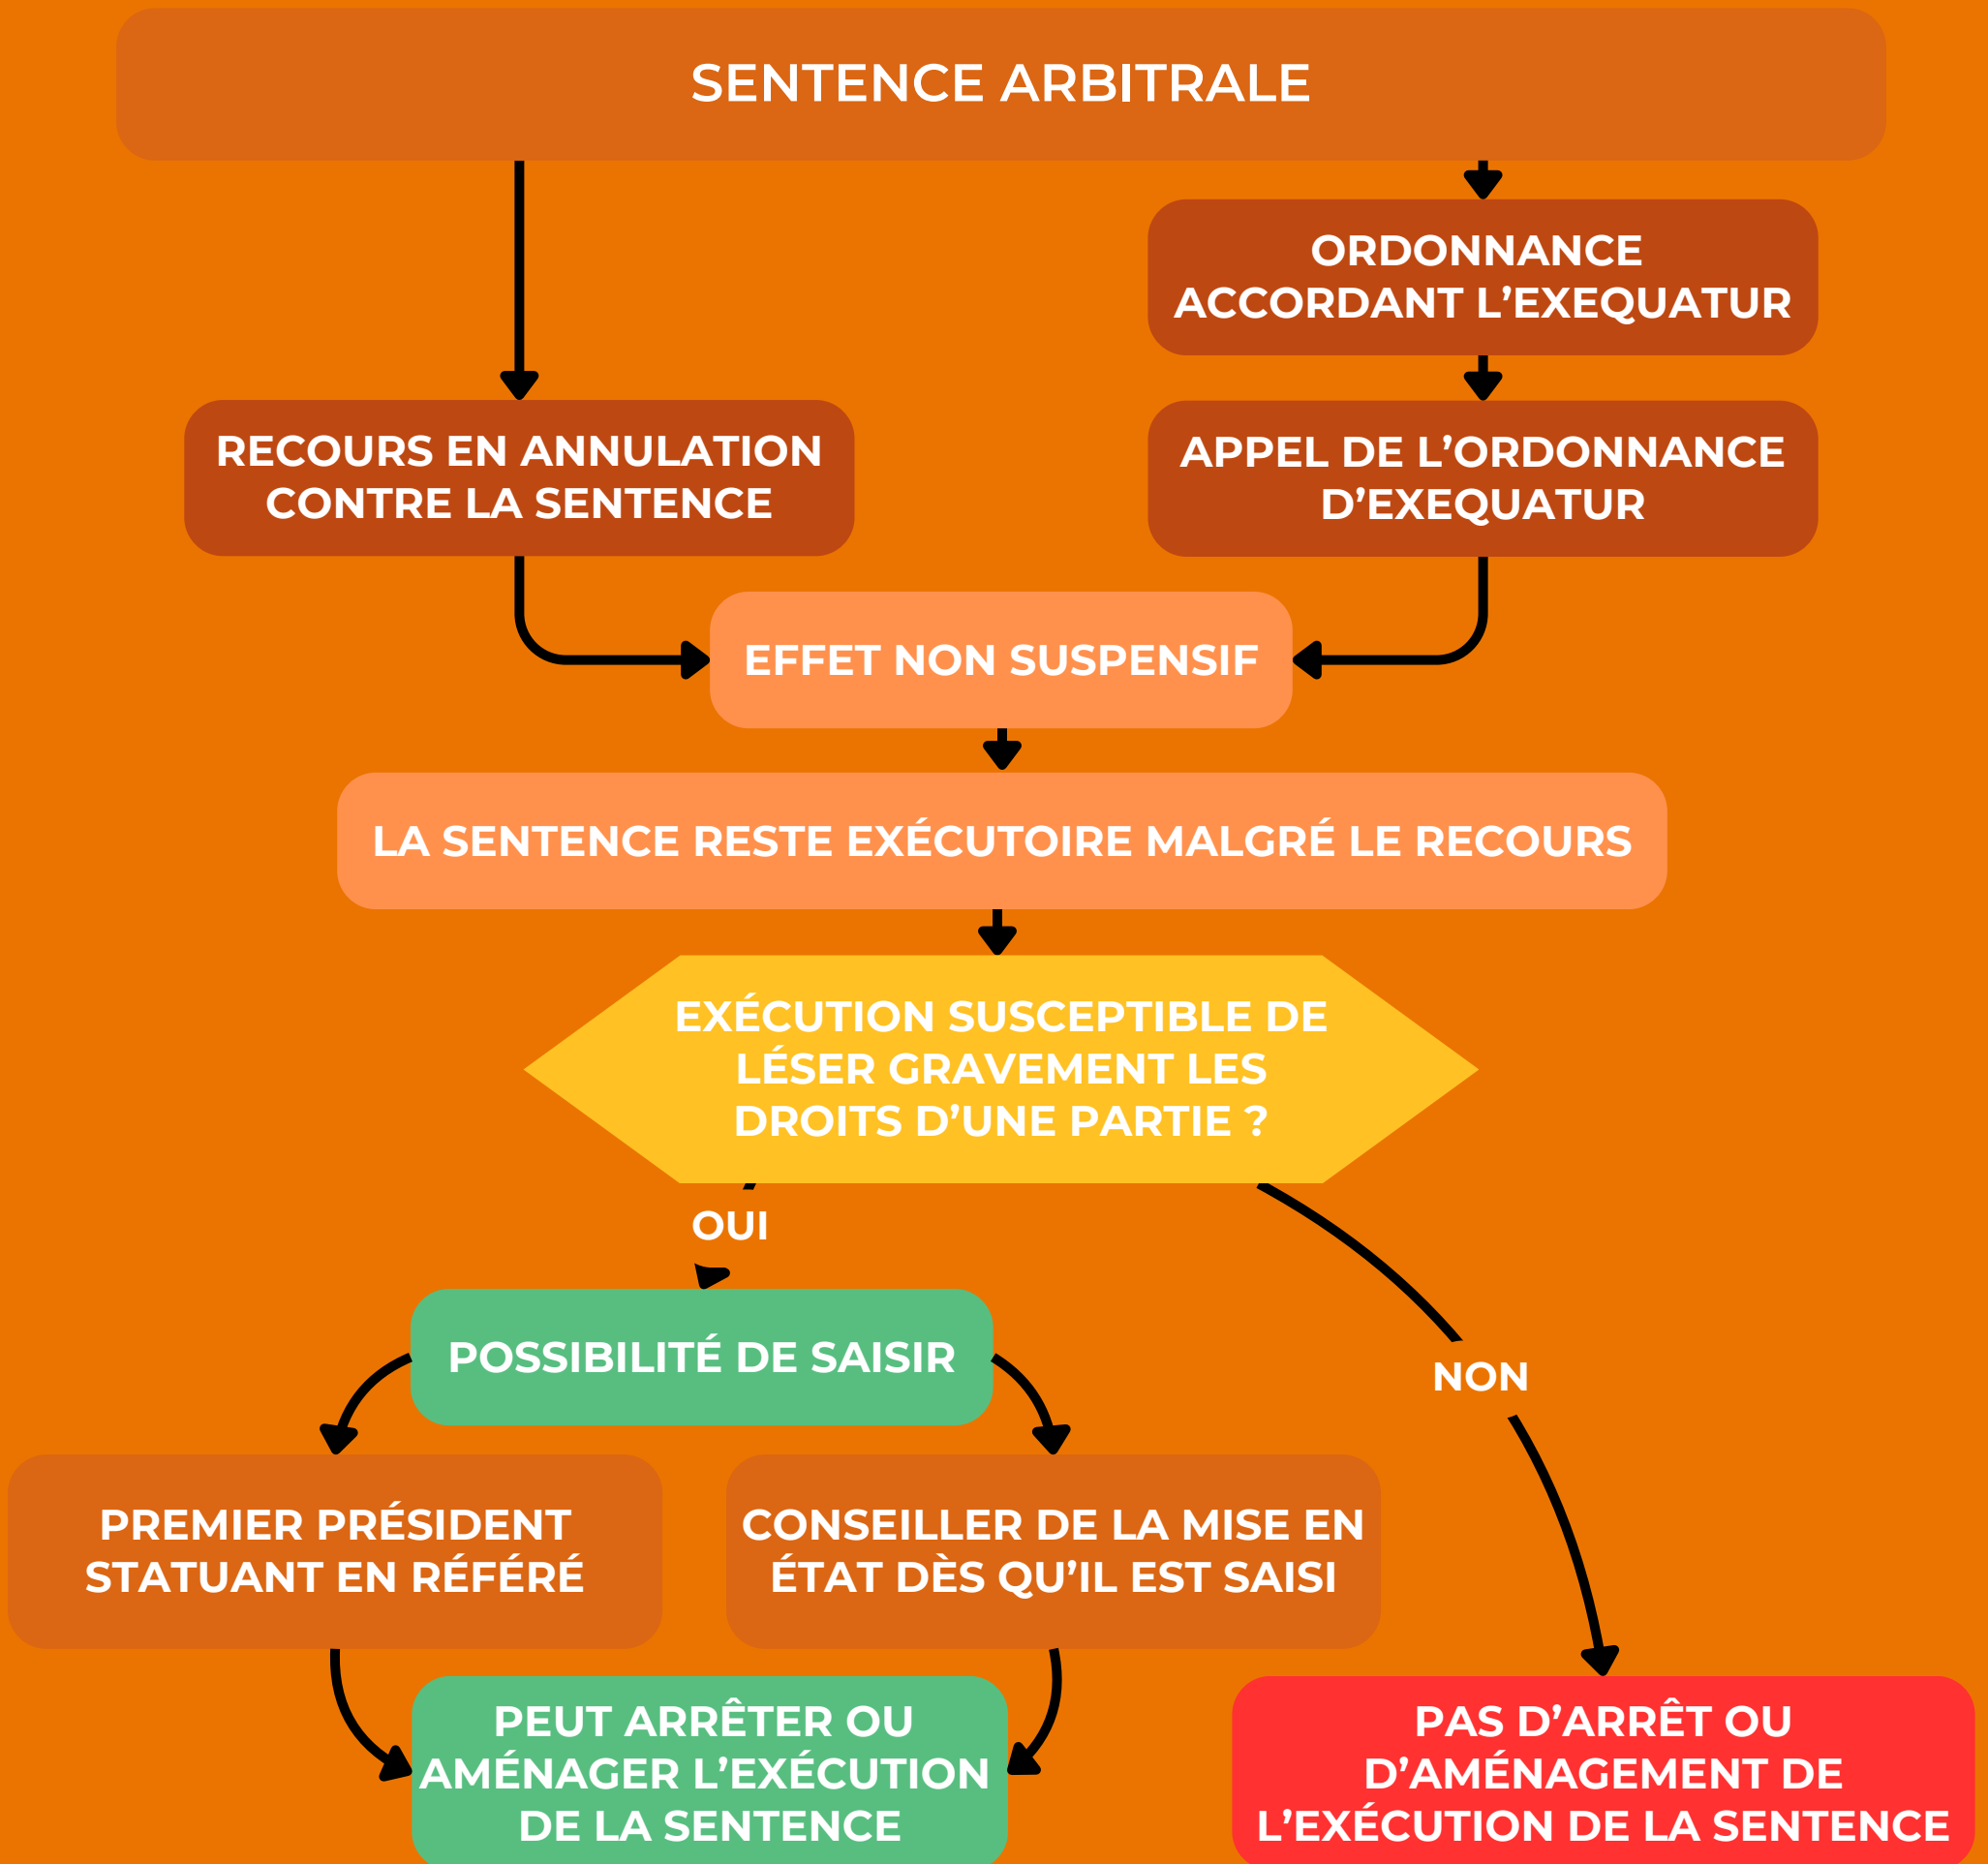 SENTENCE ARBITRALE
ORDONNANCE
ACCORDANT L’EXEQUATUR
RECOURS EN ANNULATION
CONTRE LA SENTENCE
APPEL DE L’ORDONNANCE
D’EXEQUATUR
EFFET NON SUSPENSIF
LA SENTENCE RESTE EXÉCUTOIRE MALGRÉ LE RECOURS
EXÉCUTION SUSCEPTIBLE DE
LÉSER GRAVEMENT LES
DROITS D’UNE PARTIE ?
OUI
POSSIBILITÉ DE SAISIR
NON
PREMIER PRÉSIDENT
STATUANT EN RÉFÉRÉ
CONSEILLER DE LA MISE EN
ÉTAT DÈS QU’IL EST SAISI
PEUT ARRÊTER OU
AMÉNAGER L’EXÉCUTION
DE LA SENTENCE
PAS D’ARRÊT OU
D’AMÉNAGEMENT DE
L’EXÉCUTION DE LA SENTENCE